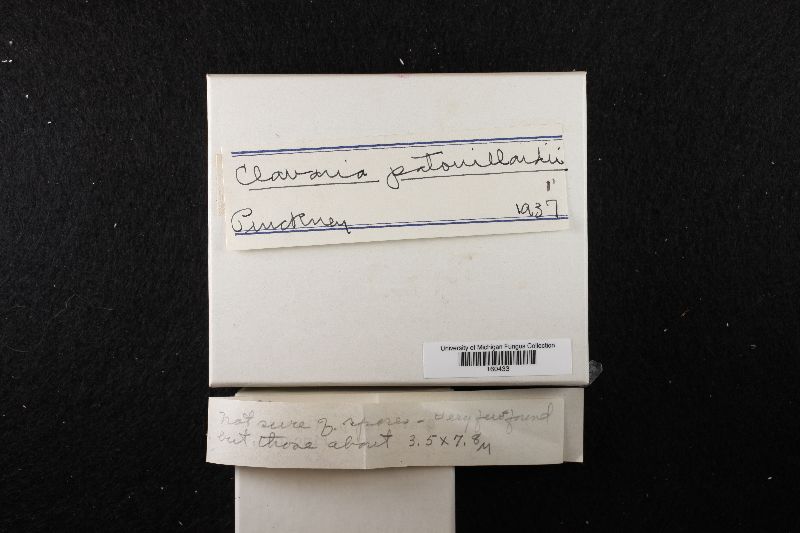 Clavaria patouillardii
Pinckney 1937
University of Michigan Fungus Collection
160433
not sure of spores - very few found
but those about 3.5 x 7.8 μ